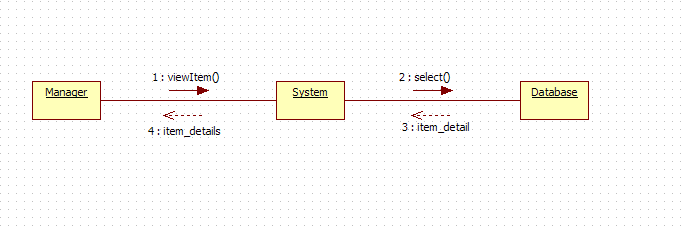 1 : viewItem()
2 : select()
Manager
System
Database
4 : item_details
3 : item_detail